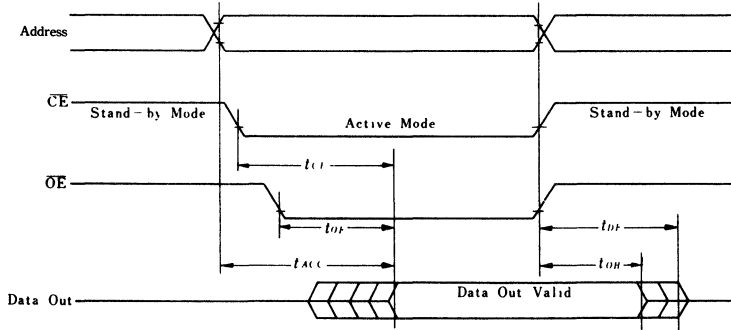 Address
CE
Stand-by Mode
Active Mode
Stand-by Mode
tCE
OE
tOE
tDF
tACC
tOH
Data Out
Data Out Valid